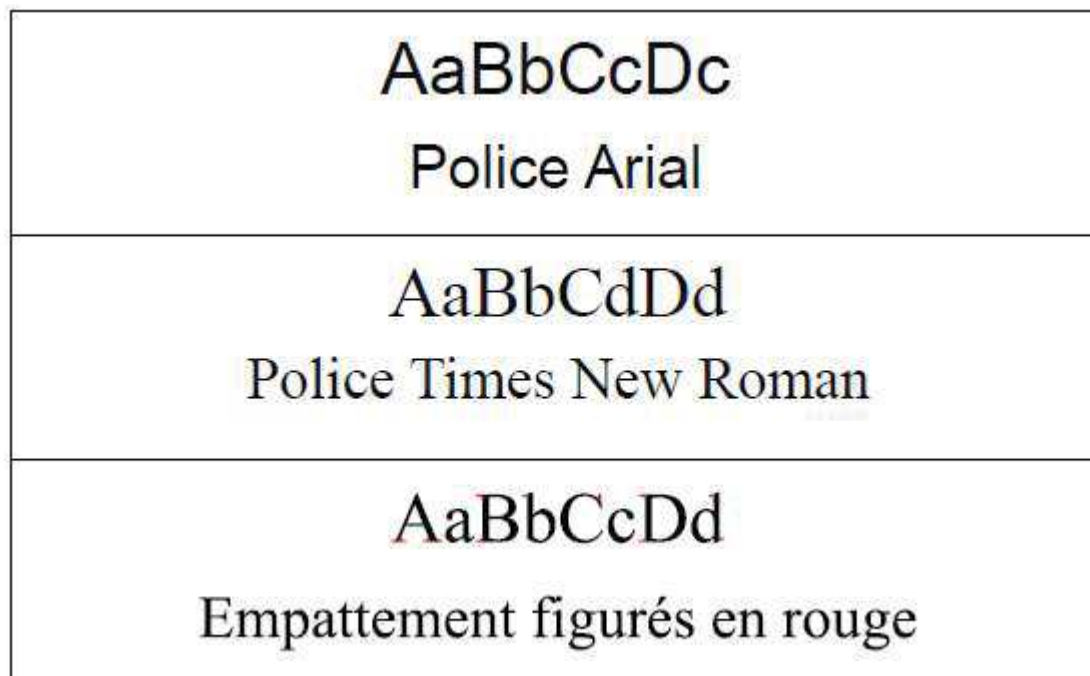 AaBbCcDc
Police Arial
AaBbCdDd
Police Times New Roman
AaBbCcDd
Empattement figurés en rouge